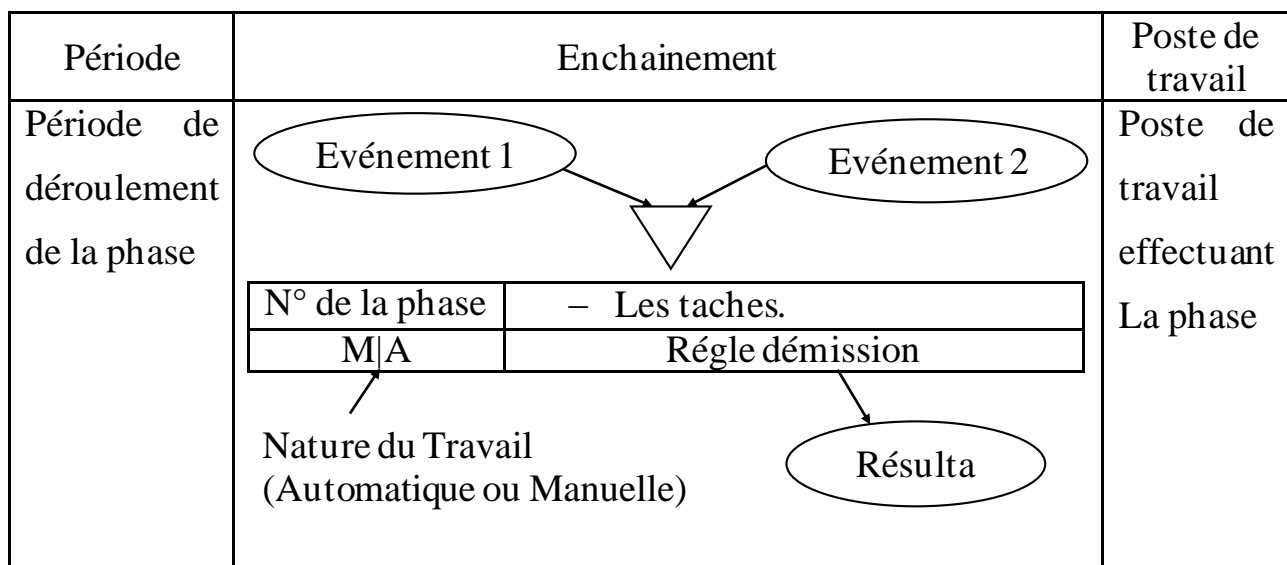 Période
Enchainement
Poste de
travail
Période de
déroulement
de la phase
Evénement 1
Evénement 2
N° de la phase
– Les taches.
M|A
Régle démission
Nature du Travail
(Automatique ou Manuelle)
Résulta
Poste de
travail
effectuant
La phase